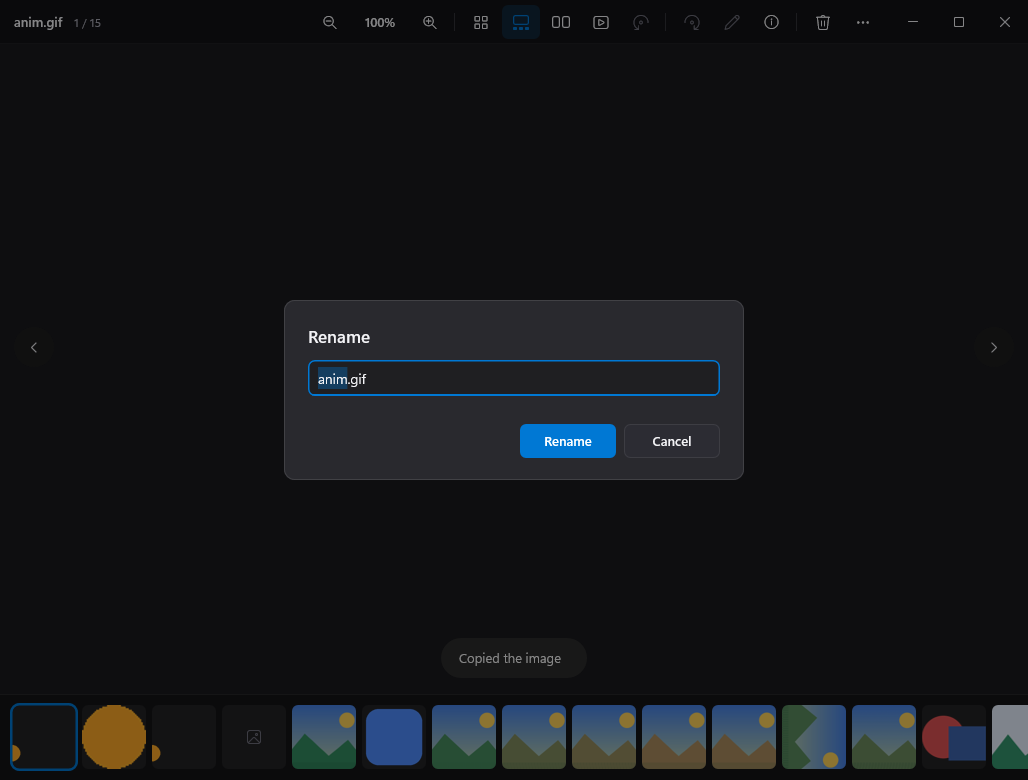 anim.gif 1 / 15 100%
Rename
anim.gif
Rename Cancel
Copied the image